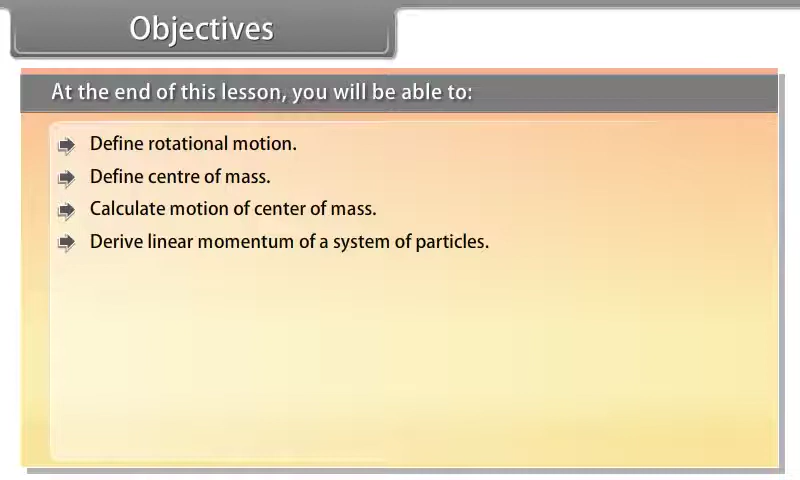 Objectives
At the end of this lesson, you will be able to:
Define rotational motion.
Define centre of mass.
Calculate motion of center of mass.
Derive linear momentum of a system of particles.